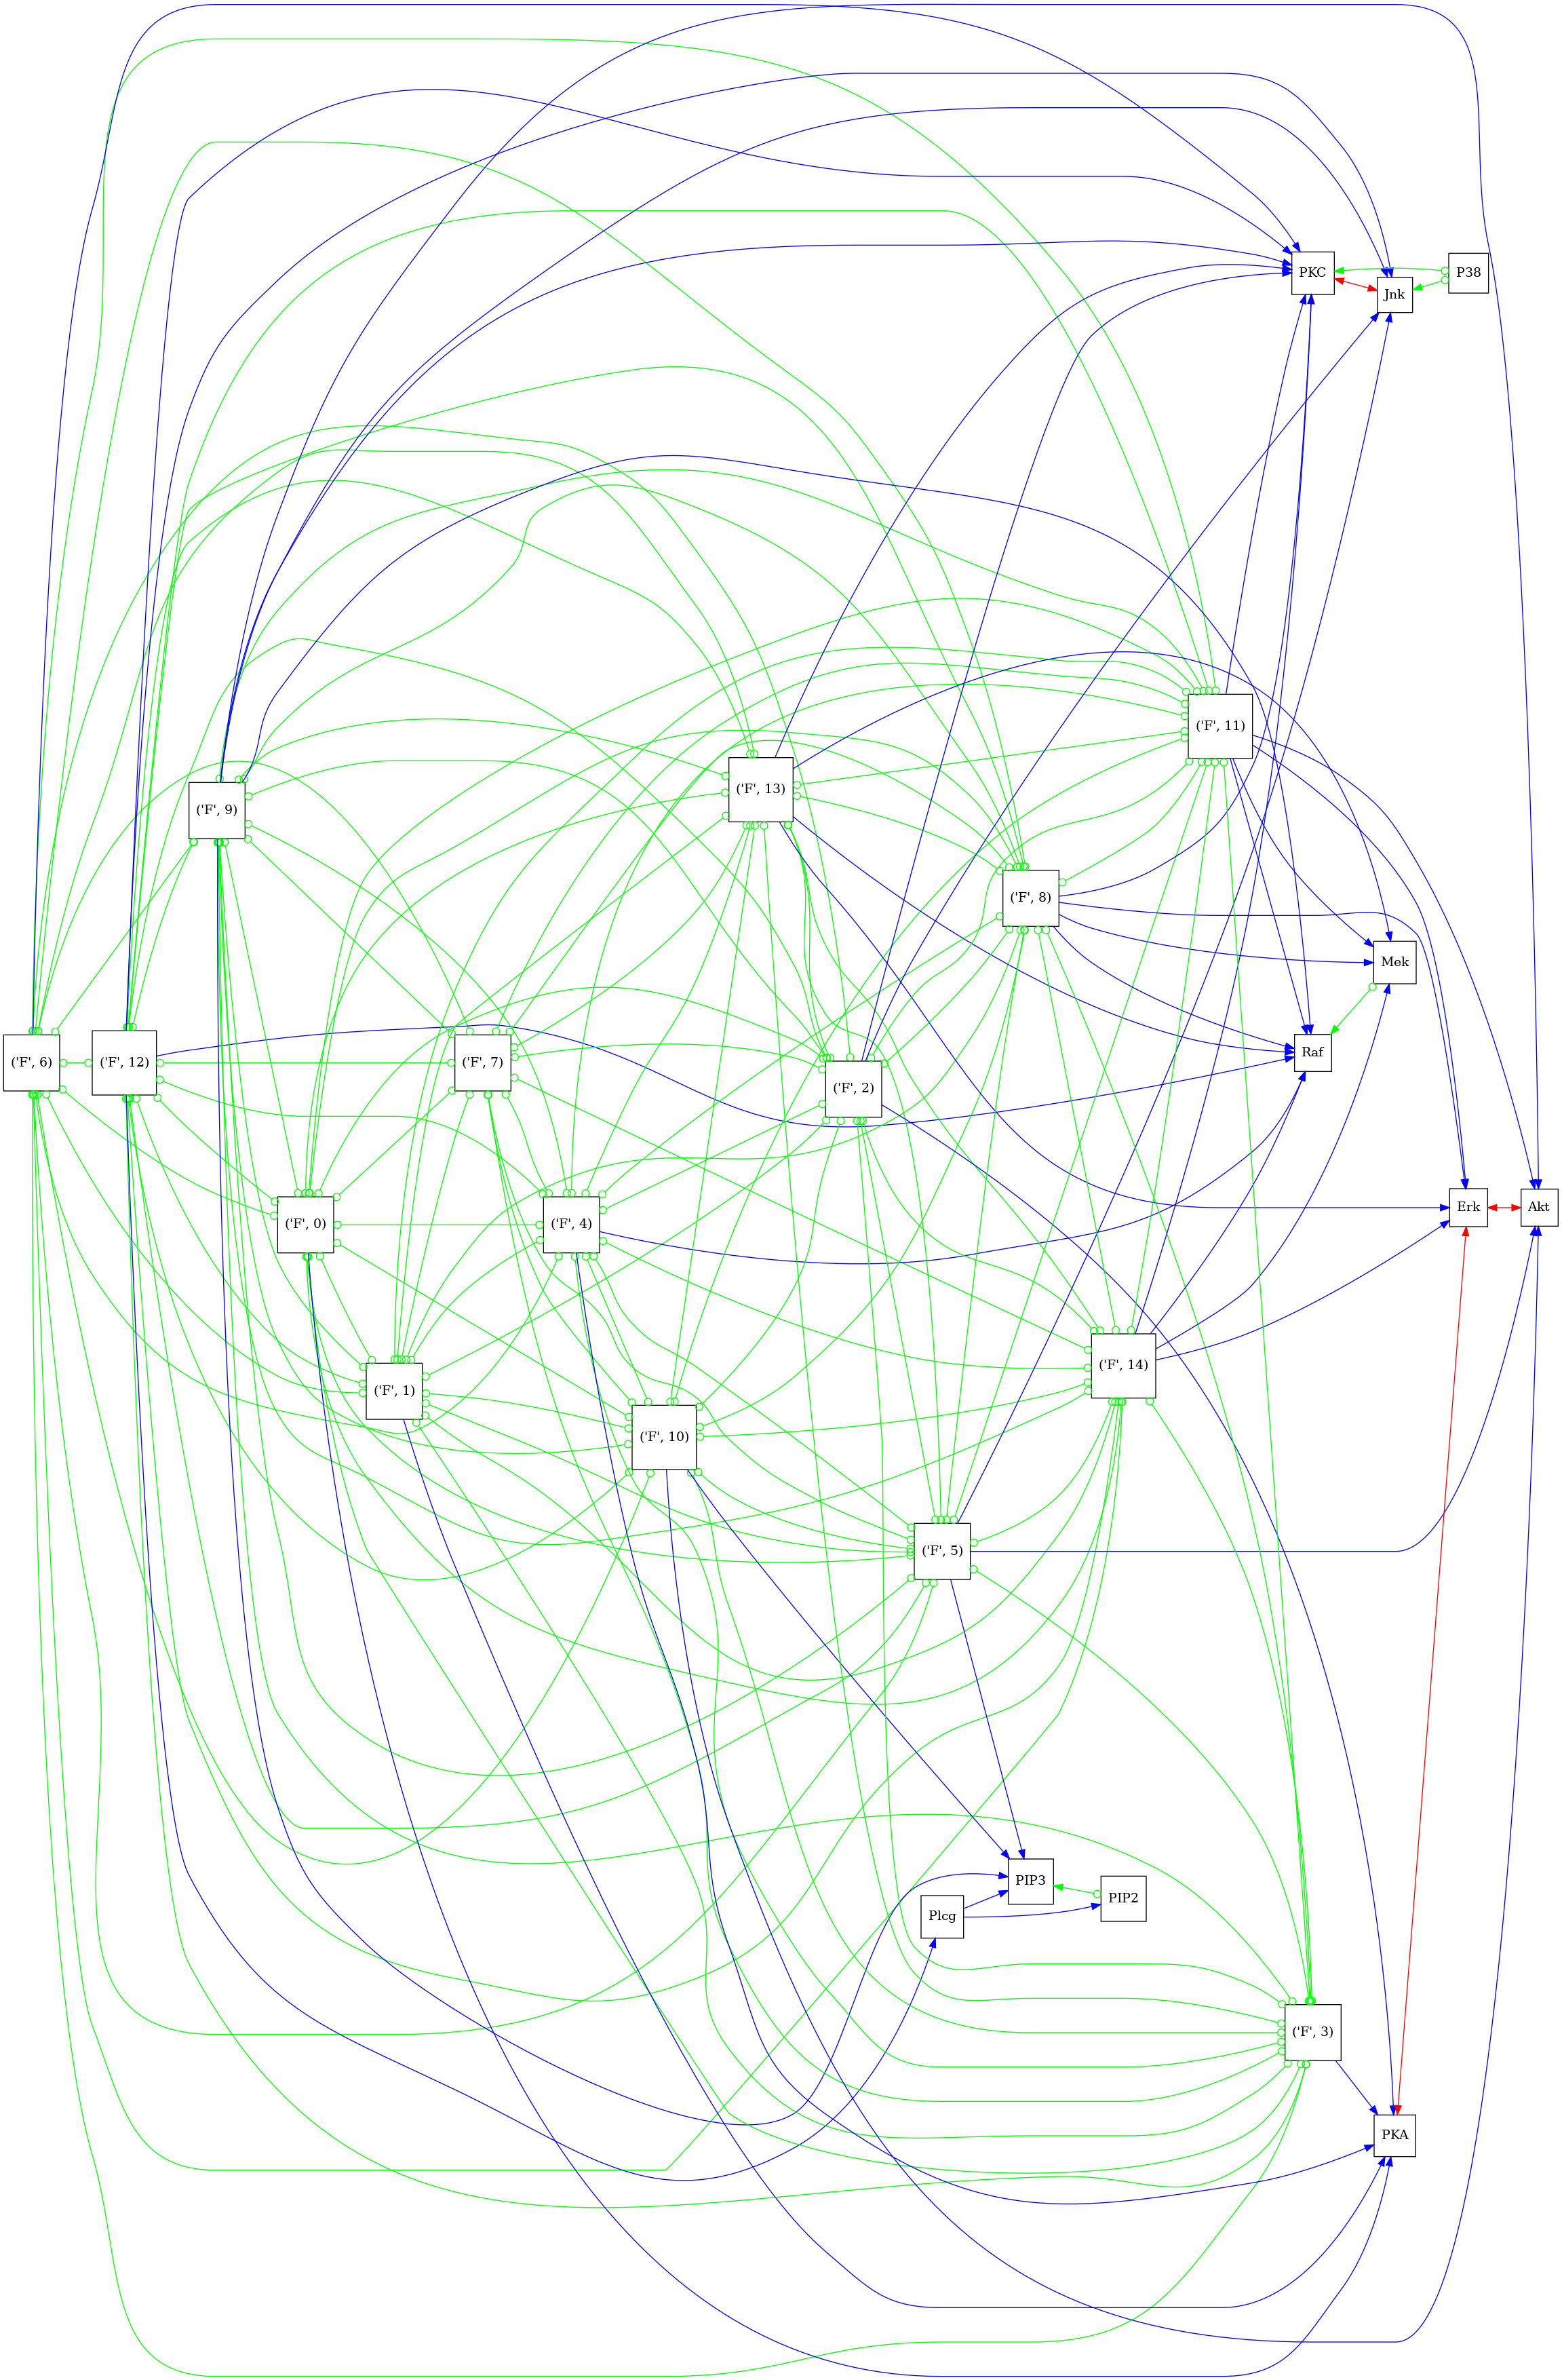 PKC
P38
Jnk
('F', 11)
('F', 13)
('F', 9)
('F', 8)
Mek
Raf
('F', 6)
('F', 12)
('F', 7)
('F', 2)
Erk
Akt
('F', 0)
('F', 4)
('F', 14)
('F', 1)
('F', 10)
('F', 5)
PIP3
PIP2
Plcg
('F', 3)
PKA